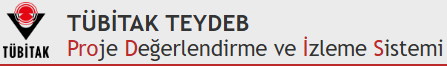 TÜBİTAK TEYDEB
Proje Değerlendirme ve İzleme Sistemi
TÜBİTAK